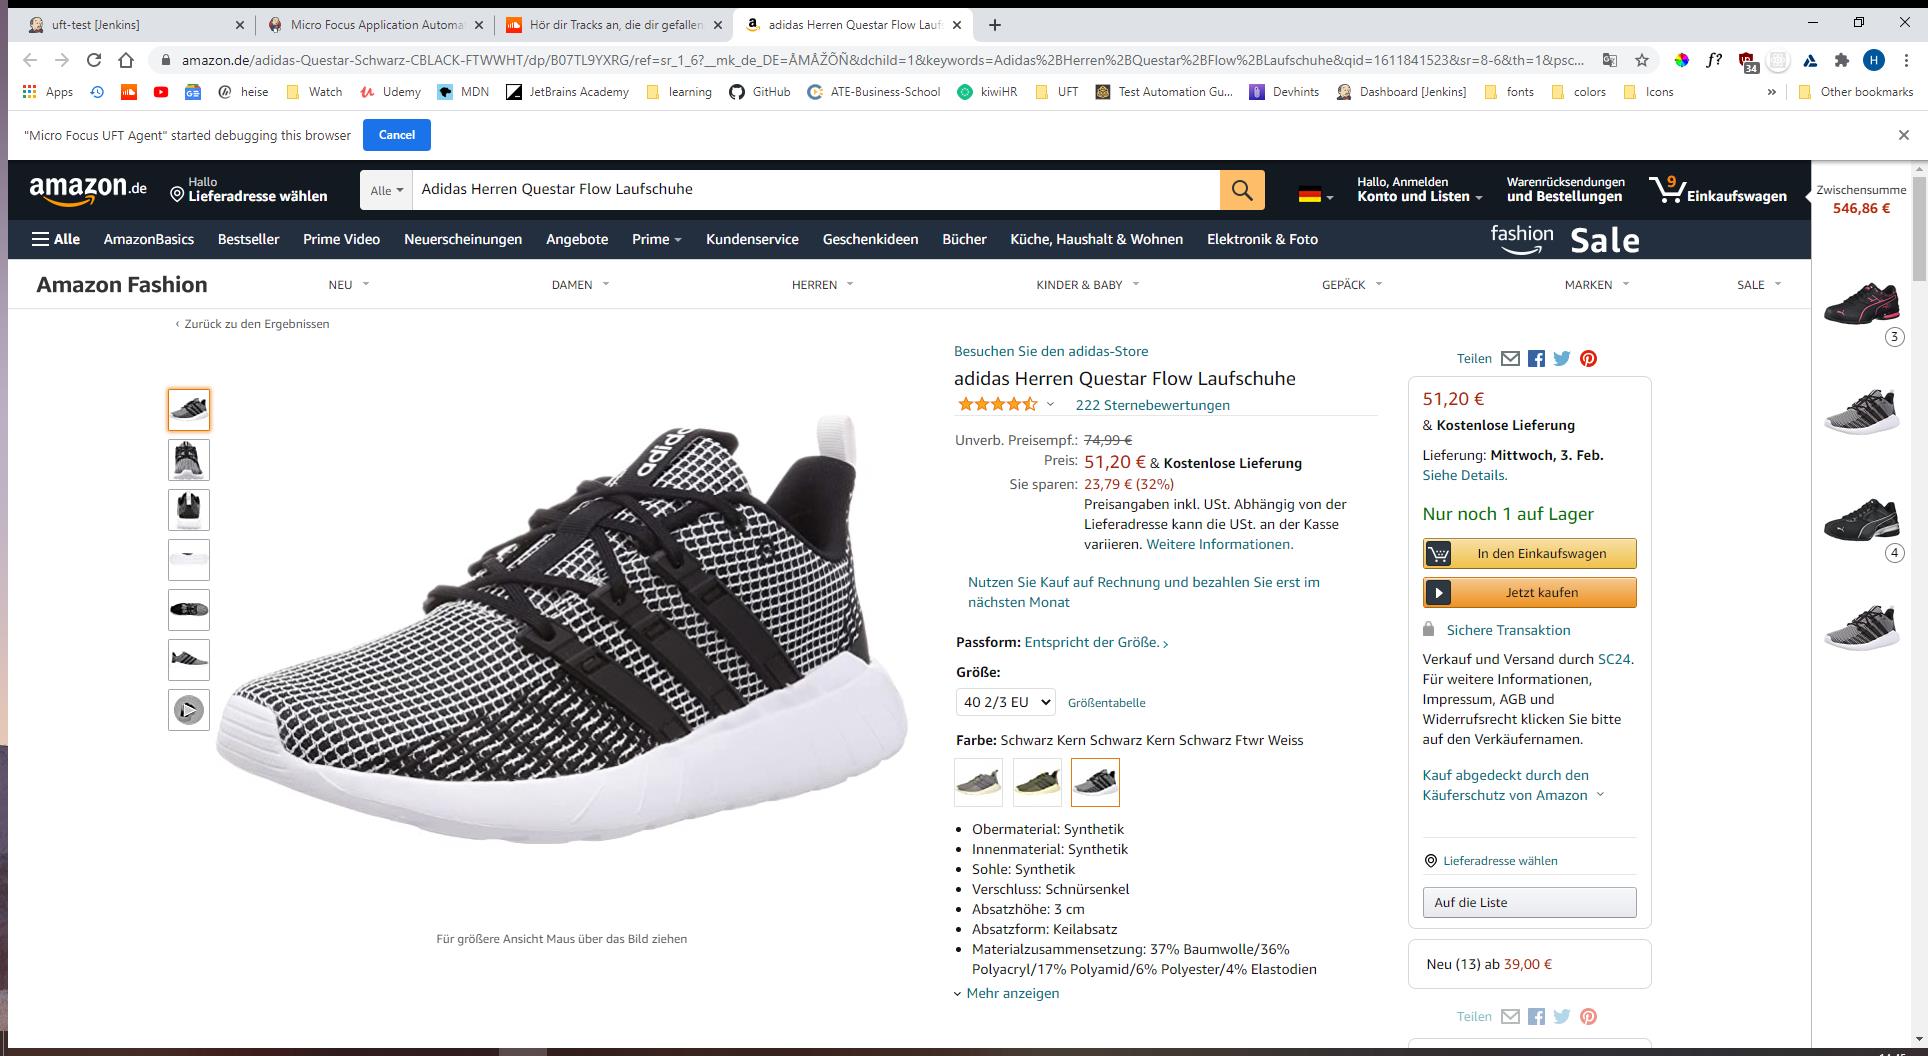 uft-test [Jenkins]
Micro Focus Application Automa
Hör dir Tracks an, die dir gefallen
adidas Herren Questar Flow Lauf
amazon.de/adidas-Questar-Schwarz-CBLACK-FTWWHT/dp/B07TL9YXRG/ref=sr_1_6?__mk_de_DE=ÅMÅŽÕÑ&dchild=1&keywords=Adidas%2BHerren%2BQuestar%2BFlow%2BLaufschuhe&qid=1611841523&sr=8-6&th=1&psc...
f?
34
H
Apps
heise
Watch
Udemy
MDN
JetBrains Academy
learning
GitHub
ATE-Business-School
kiwiHR
UFT
Test Automation Gu...
Devhints
Dashboard [Jenkins]
fonts
colors
Icons
»
Other bookmarks
"Micro Focus UFT Agent" started debugging this browser
Cancel
amazon.de
Hallo
Lieferadresse wählen
Alle
Adidas Herren Questar Flow Laufschuhe
Hallo, Anmelden
Konto und Listen
Warenrücksendungen
und Bestellungen
9
Einkaufswagen
Zwischensumme
546,86 €
Alle
AmazonBasics
Bestseller
Prime Video
Neuerscheinungen
Angebote
Prime
Kundenservice
Geschenkideen
Bücher
Küche, Haushalt & Wohnen
Elektronik & Foto
fashion Sale
Amazon Fashion
NEU
DAMEN
HERREN
KINDER & BABY
GEPÄCK
MARKEN
SALE
‹ Zurück zu den Ergebnissen
adidas
Für größere Ansicht Maus über das Bild ziehen
Besuchen Sie den adidas-Store
adidas Herren Questar Flow Laufschuhe
222 Sternebewertungen
Unverb. Preisempf.: 74,99 €
Preis: 51,20 € & Kostenlose Lieferung
Sie sparen: 23,79 € (32%)
Preisangaben inkl. USt. Abhängig von der
Lieferadresse kann die USt. an der Kasse
variieren. Weitere Informationen.
Nutzen Sie Kauf auf Rechnung und bezahlen Sie erst im
nächsten Monat
Passform: Entspricht der Größe. ›
Größe:
40 2/3 EU
Größentabelle
Farbe: Schwarz Kern Schwarz Kern Schwarz Ftwr Weiss
• Obermaterial: Synthetik
• Innenmaterial: Synthetik
• Sohle: Synthetik
• Verschluss: Schnürsenkel
• Absatzhöhe: 3 cm
• Absatzform: Keilabsatz
• Materialzusammensetzung: 37% Baumwolle/36%
Polyacryl/17% Polyamid/6% Polyester/4% Elastodien
Mehr anzeigen
Teilen
51,20 €
& Kostenlose Lieferung
Lieferung: Mittwoch, 3. Feb.
Siehe Details.
Nur noch 1 auf Lager
In den Einkaufswagen
Jetzt kaufen
Sichere Transaktion
Verkauf und Versand durch SC24.
Für weitere Informationen,
Impressum, AGB und
Widerrufsrecht klicken Sie bitte
auf den Verkäufernamen.
Kauf abgedeckt durch den
Käuferschutz von Amazon
Lieferadresse wählen
Auf die Liste
Neu (13) ab 39,00 €
Teilen
3
4